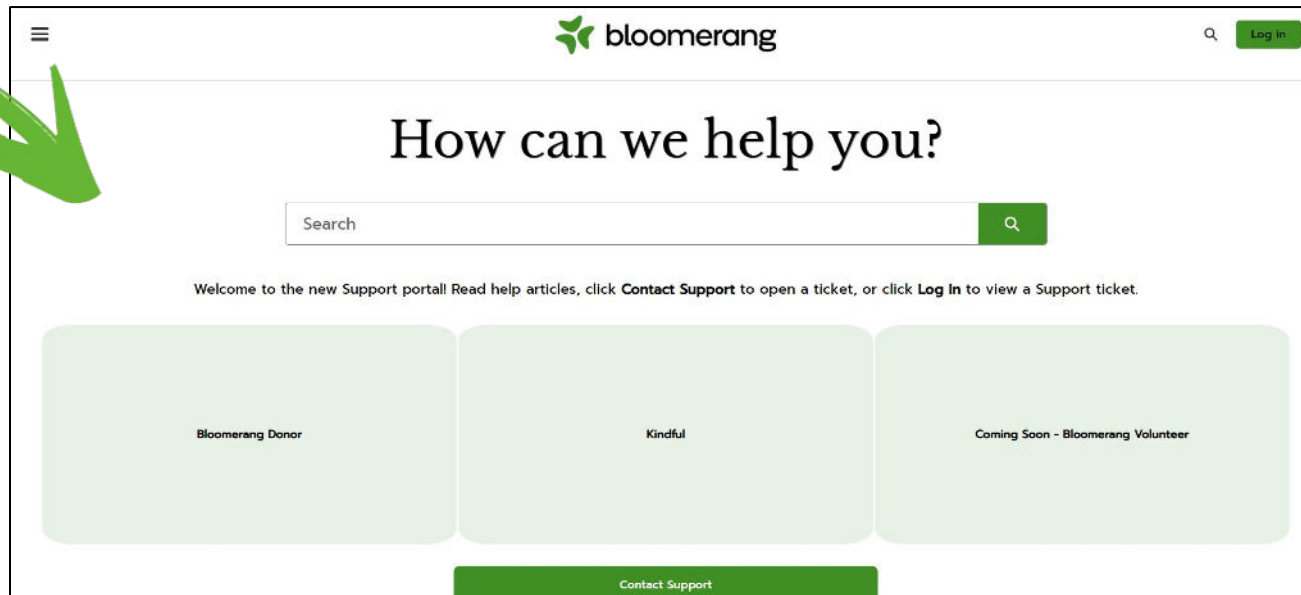 bloomerang
Log in
How can we help you?
Search
Welcome to the new Support portal! Read help articles, click Contact Support to open a ticket, or click Log In to view a Support ticket.
Bloomerang Donor
Kindful
Coming Soon - Bloomerang Volunteer
Contact Support